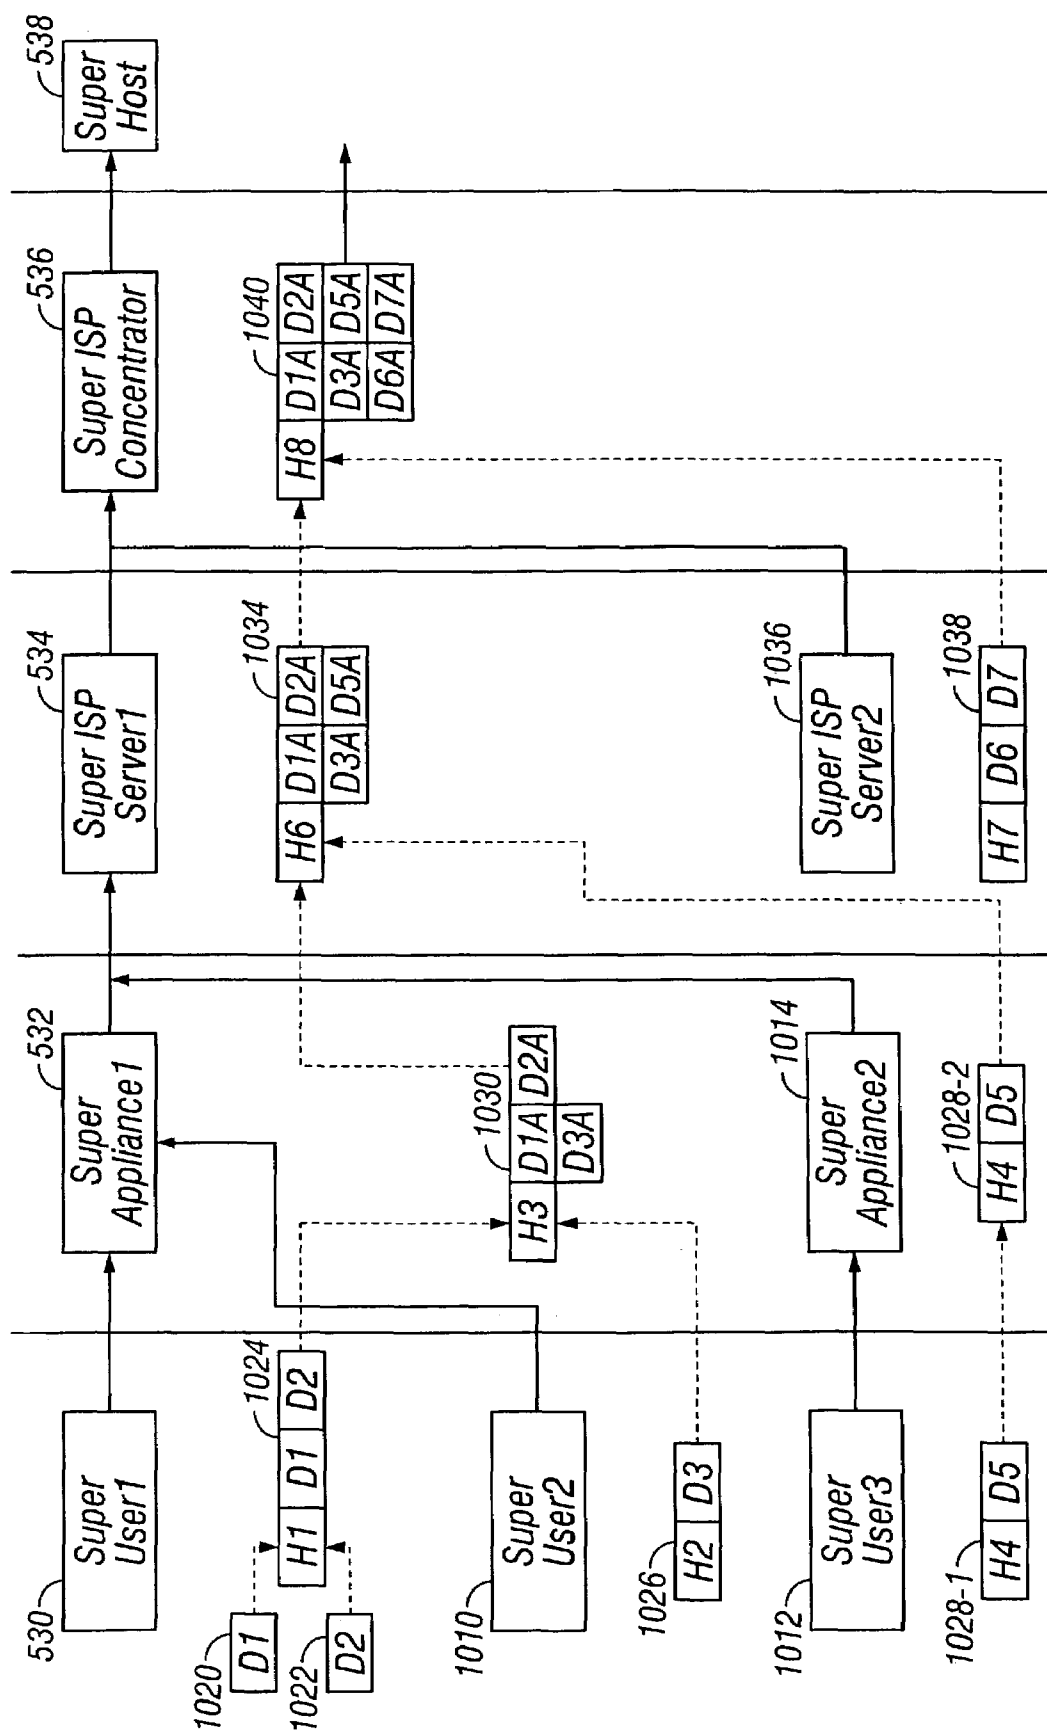 530
Super
User1
532
Super
Appliance1
534
Super ISP
Server1
536
Super ISP
Concentrator
538
Super
Host
1020
D1
1022
D2
1024
H1 D1 D2
1030
H3 D1A D2A
D3A
1034
H6 D1A D2A
D3A D5A
1040
H8 D1A D2A
D3A D5A
D6A D7A
1010
Super
User2
1026
H2 D3
1012
Super
User3
1014
Super
Appliance2
1036
Super ISP
Server2
1028-1
H4 D5
1028-2
H4 D5
1038
H7 D6 D7